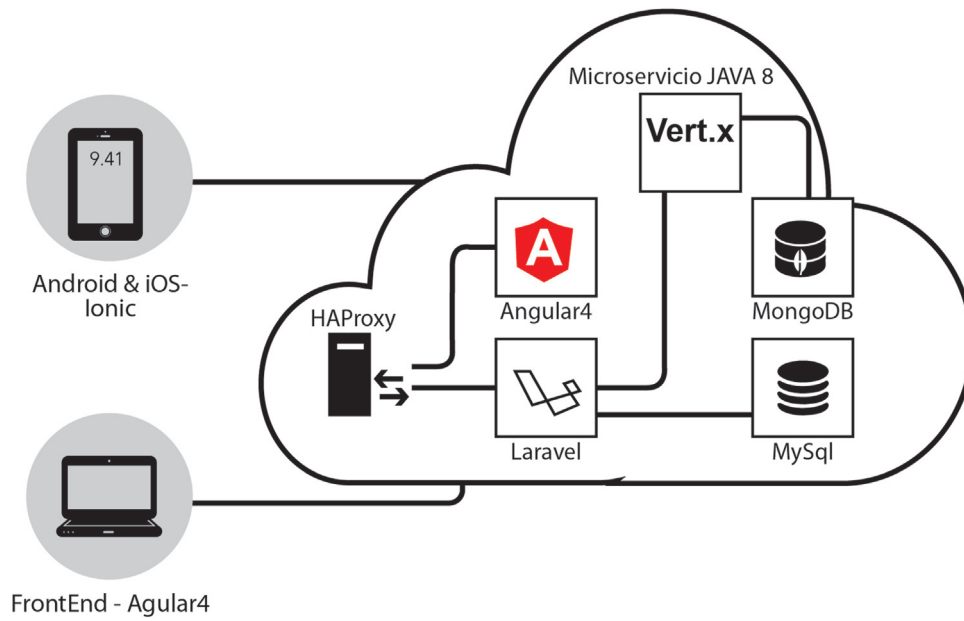 Microservicio JAVA 8
Vert.x
9.41
Android & iOS-
Ionic
HAProxy
A
Angular4
MongoDB
Laravel
MySql
FrontEnd - Agular4